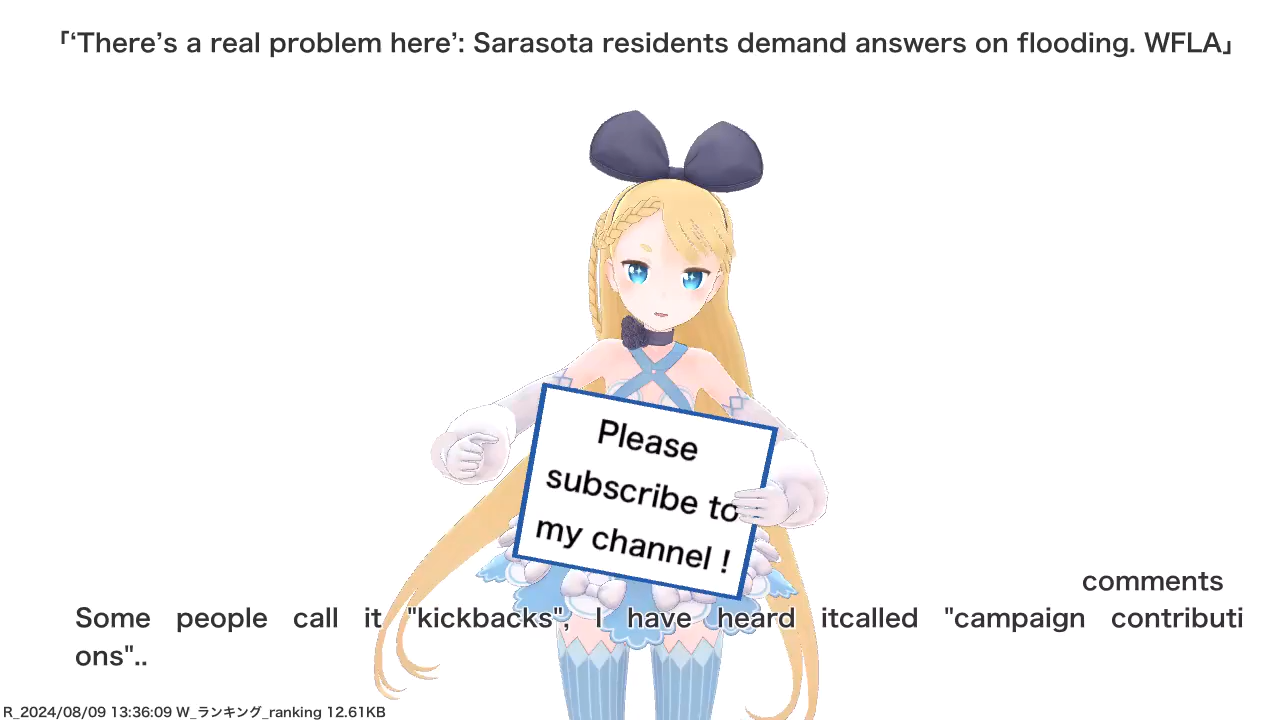 「‘There’s a real problem here’: Sarasota residents demand answers on flooding. WFLA」
Please
subscribe to
my channel !
comments
Some people call it "kickbacks", I have heard itcalled "campaign contributi
ons"..
R_2024/08/09 13:36:09 W_ランキング_ranking 12.61KB